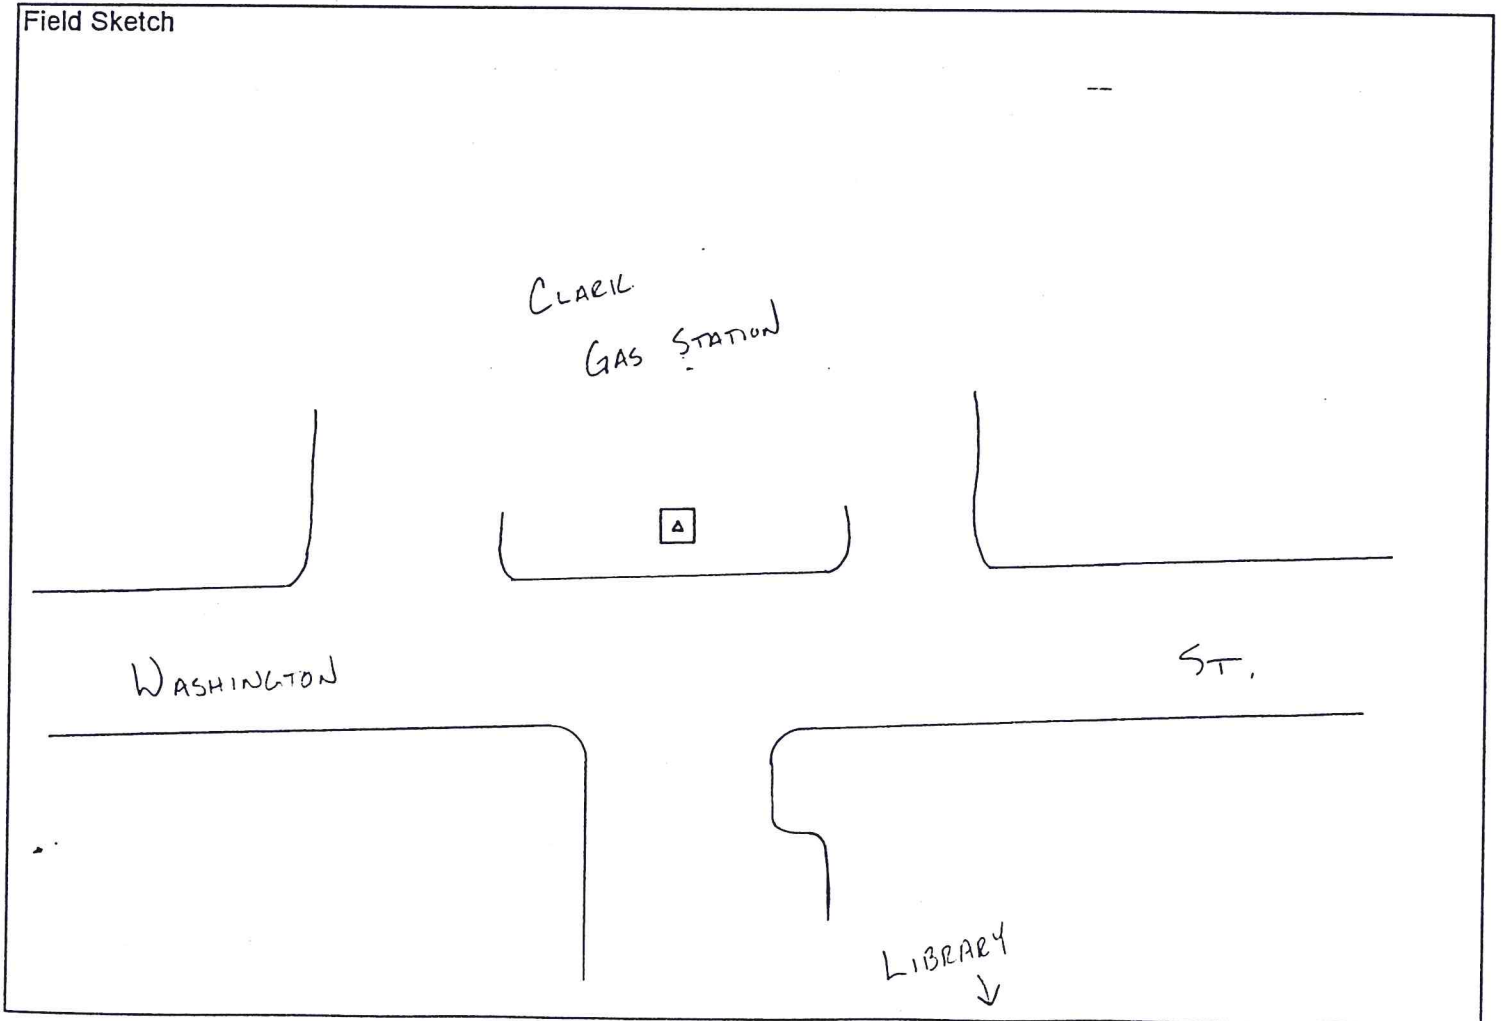 Field Sketch
CLARK
GAS STATION
WASHINGTON ST.
LIBRARY